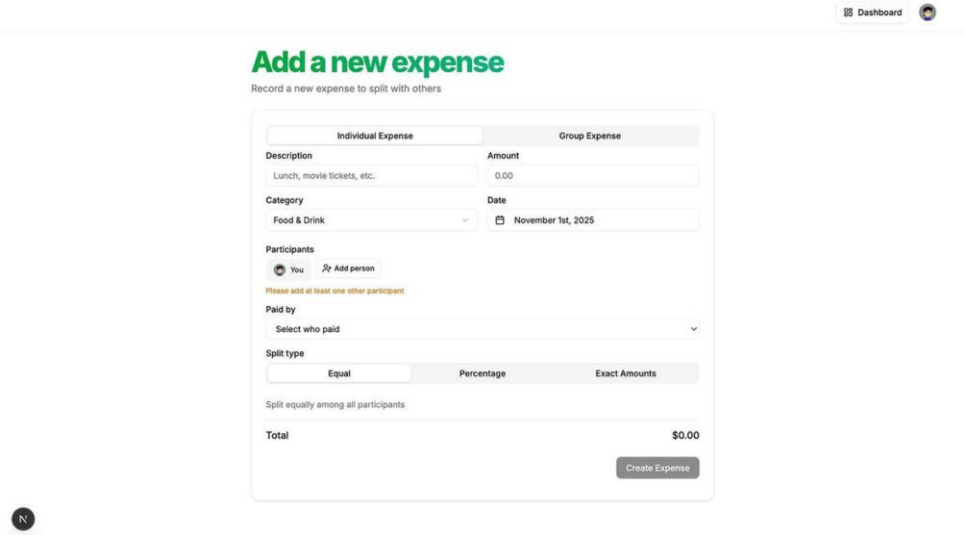 Dashboard
Add a new expense
Record a new expense to split with others
Individual Expense Group Expense
Description Amount
Lunch, movie tickets, etc. 0.00
Category Date
Food & Drink November 1st, 2025
Participants
You Add person
Please add at least one other participant
Paid by
Select who paid
Split type
Equal Percentage Exact Amounts
Split equally among all participants
Total $0.00
Create Expense
N